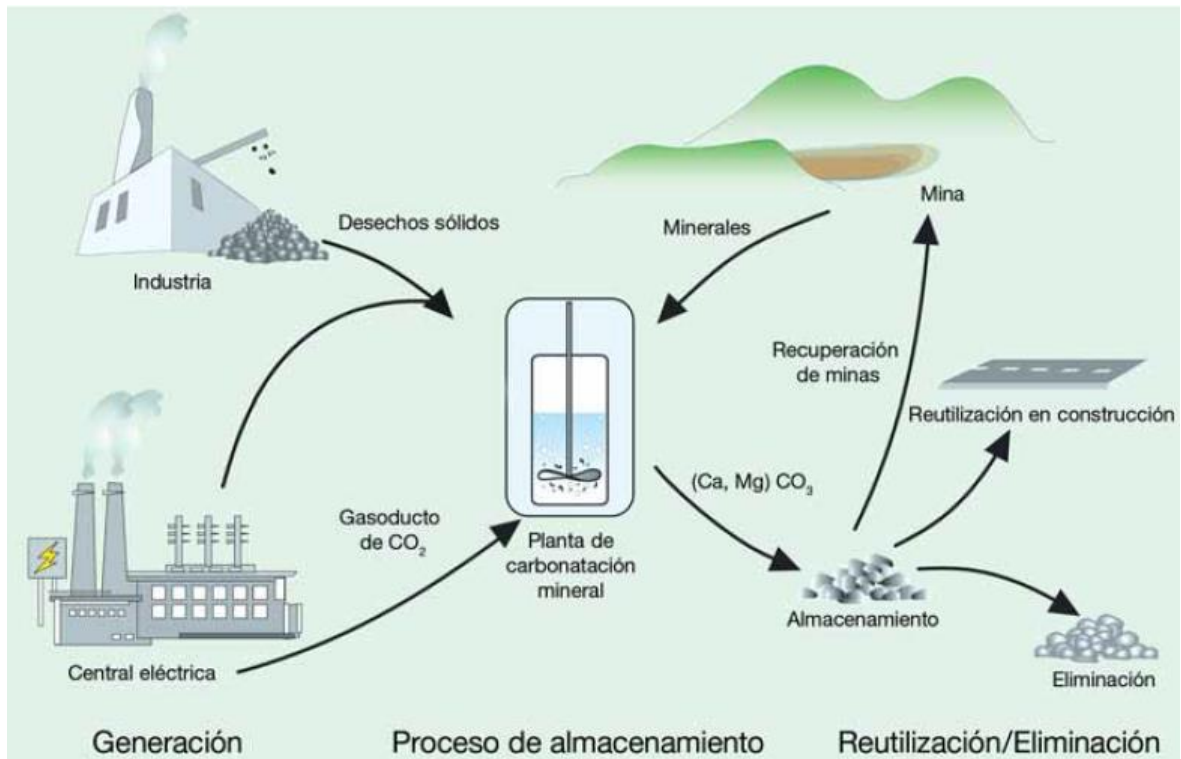 Desechos sólidos
Industria
Minerales
Mina
Recuperación
de minas
Reutilización en construcción
Gasoducto
de CO₂
Planta de
carbonatación
mineral
(Ca, Mg) CO₃
Almacenamiento
Central eléctrica
Eliminación
Generación
Proceso de almacenamiento
Reutilización/Eliminación